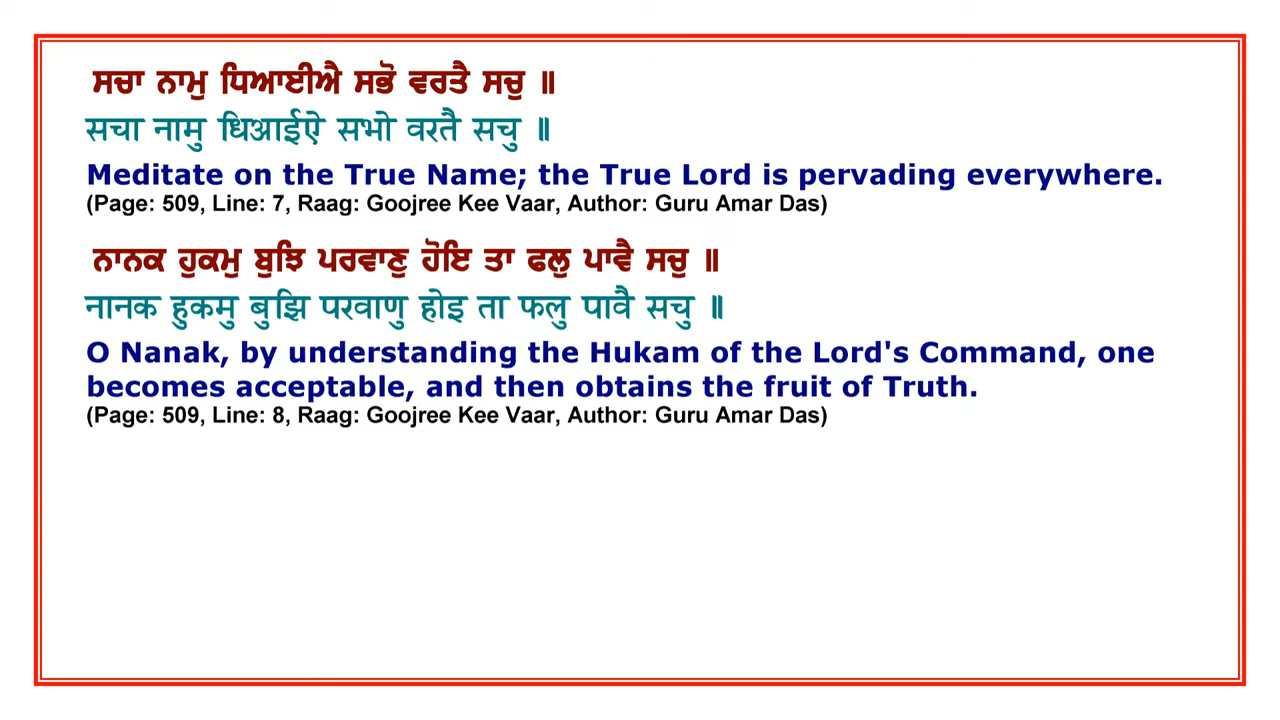 ਸਚਾ ਨਾਮੁ ਧਿਆਈਐ ਸਭੋ ਵਰਤੈ ਸਚੁ ॥
सचा नामु धिआईऐ सभो वरतै सचु ॥
Meditate on the True Name; the True Lord is pervading everywhere.
(Page: 509, Line: 7, Raag: Goojree Kee Vaar, Author: Guru Amar Das)
ਨਾਨਕ ਹੁਕਮੁ ਬੁਝਿ ਪਰਵਾਣੁ ਹੋਇ ਤਾ ਫਲੁ ਪਾਵੈ ਸਚੁ ॥
नानक हुकमु बुझि परवाणु होइ ता फलु पावै सचु ॥
O Nanak, by understanding the Hukam of the Lord's Command, one
becomes acceptable, and then obtains the fruit of Truth.
(Page: 509, Line: 8, Raag: Goojree Kee Vaar, Author: Guru Amar Das)